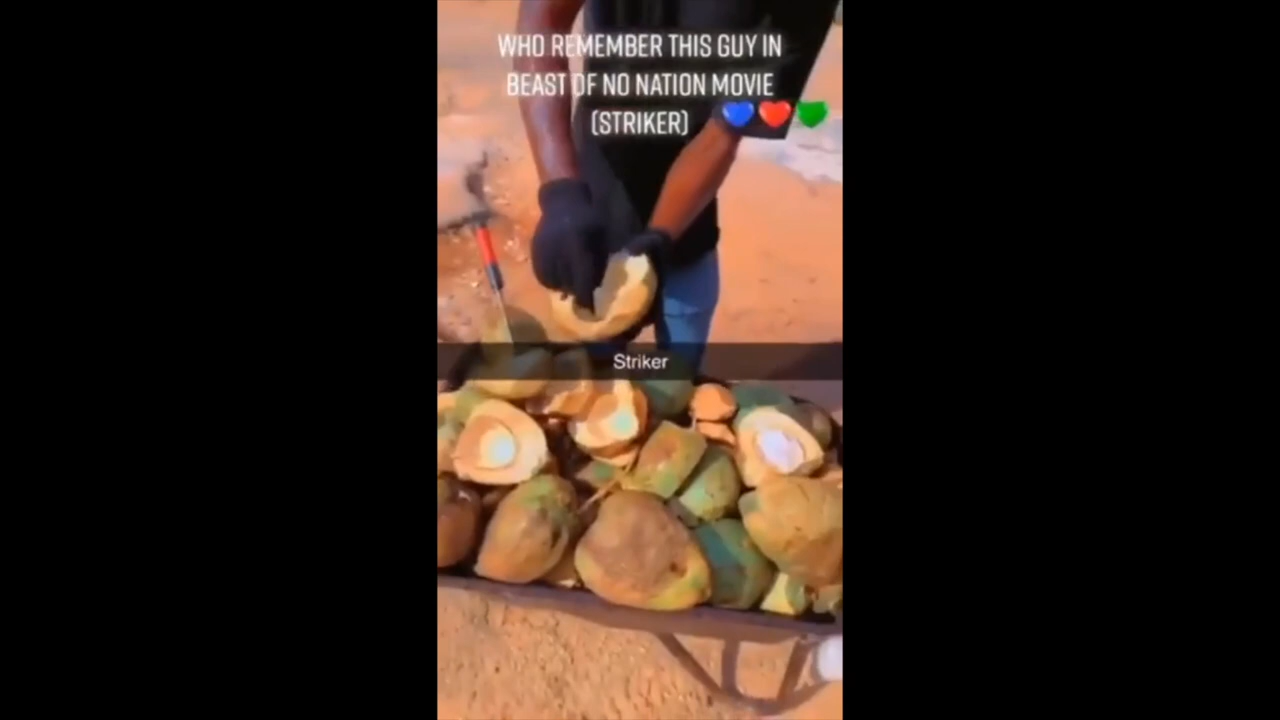 WHO REMEMBER THIS GUY IN
BEAST OF NO NATION MOVIE
(STRIKER)
Striker